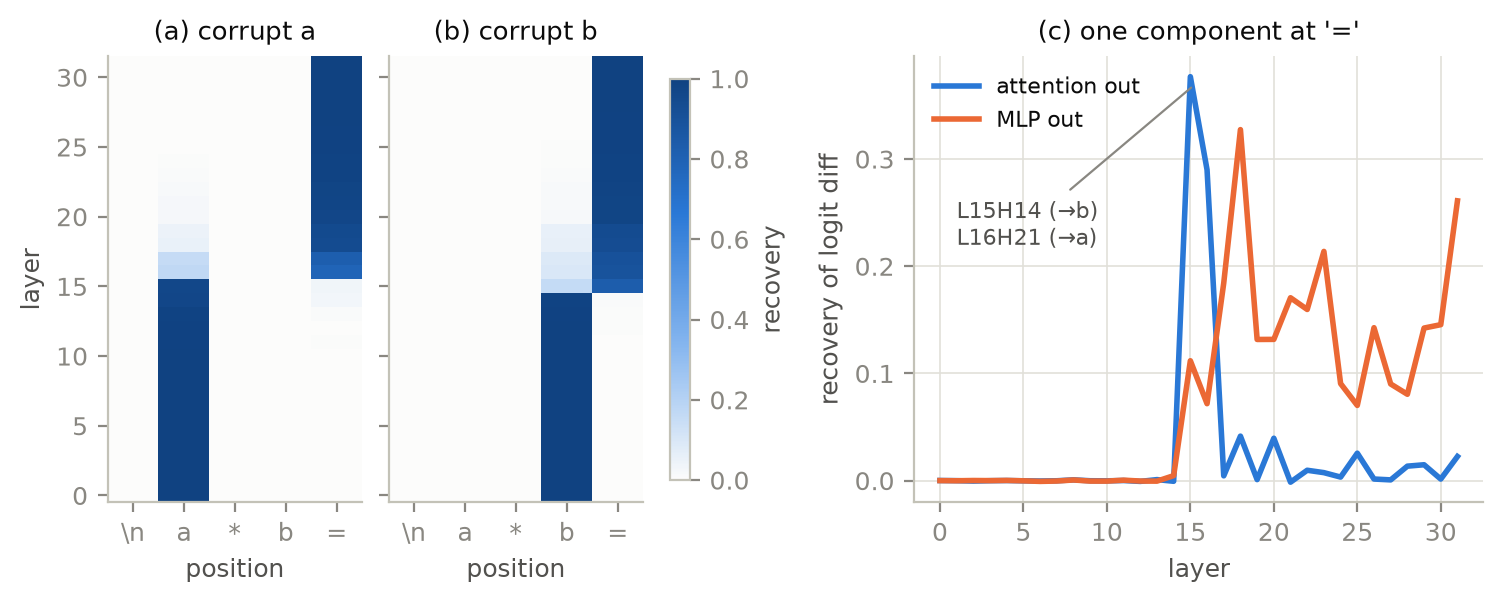 (a) corrupt a
(b) corrupt b
(c) one component at '='
layer
30
25
20
15
10
5
0
\n a * b =
position
\n a * b =
position
1.0
0.8
0.6
0.4
0.2
0.0
recovery
recovery of logit diff
0.3
0.2
0.1
0.0
attention out
MLP out
L15H14 (→b)
L16H21 (→a)
0 5 10 15 20 25 30
layer